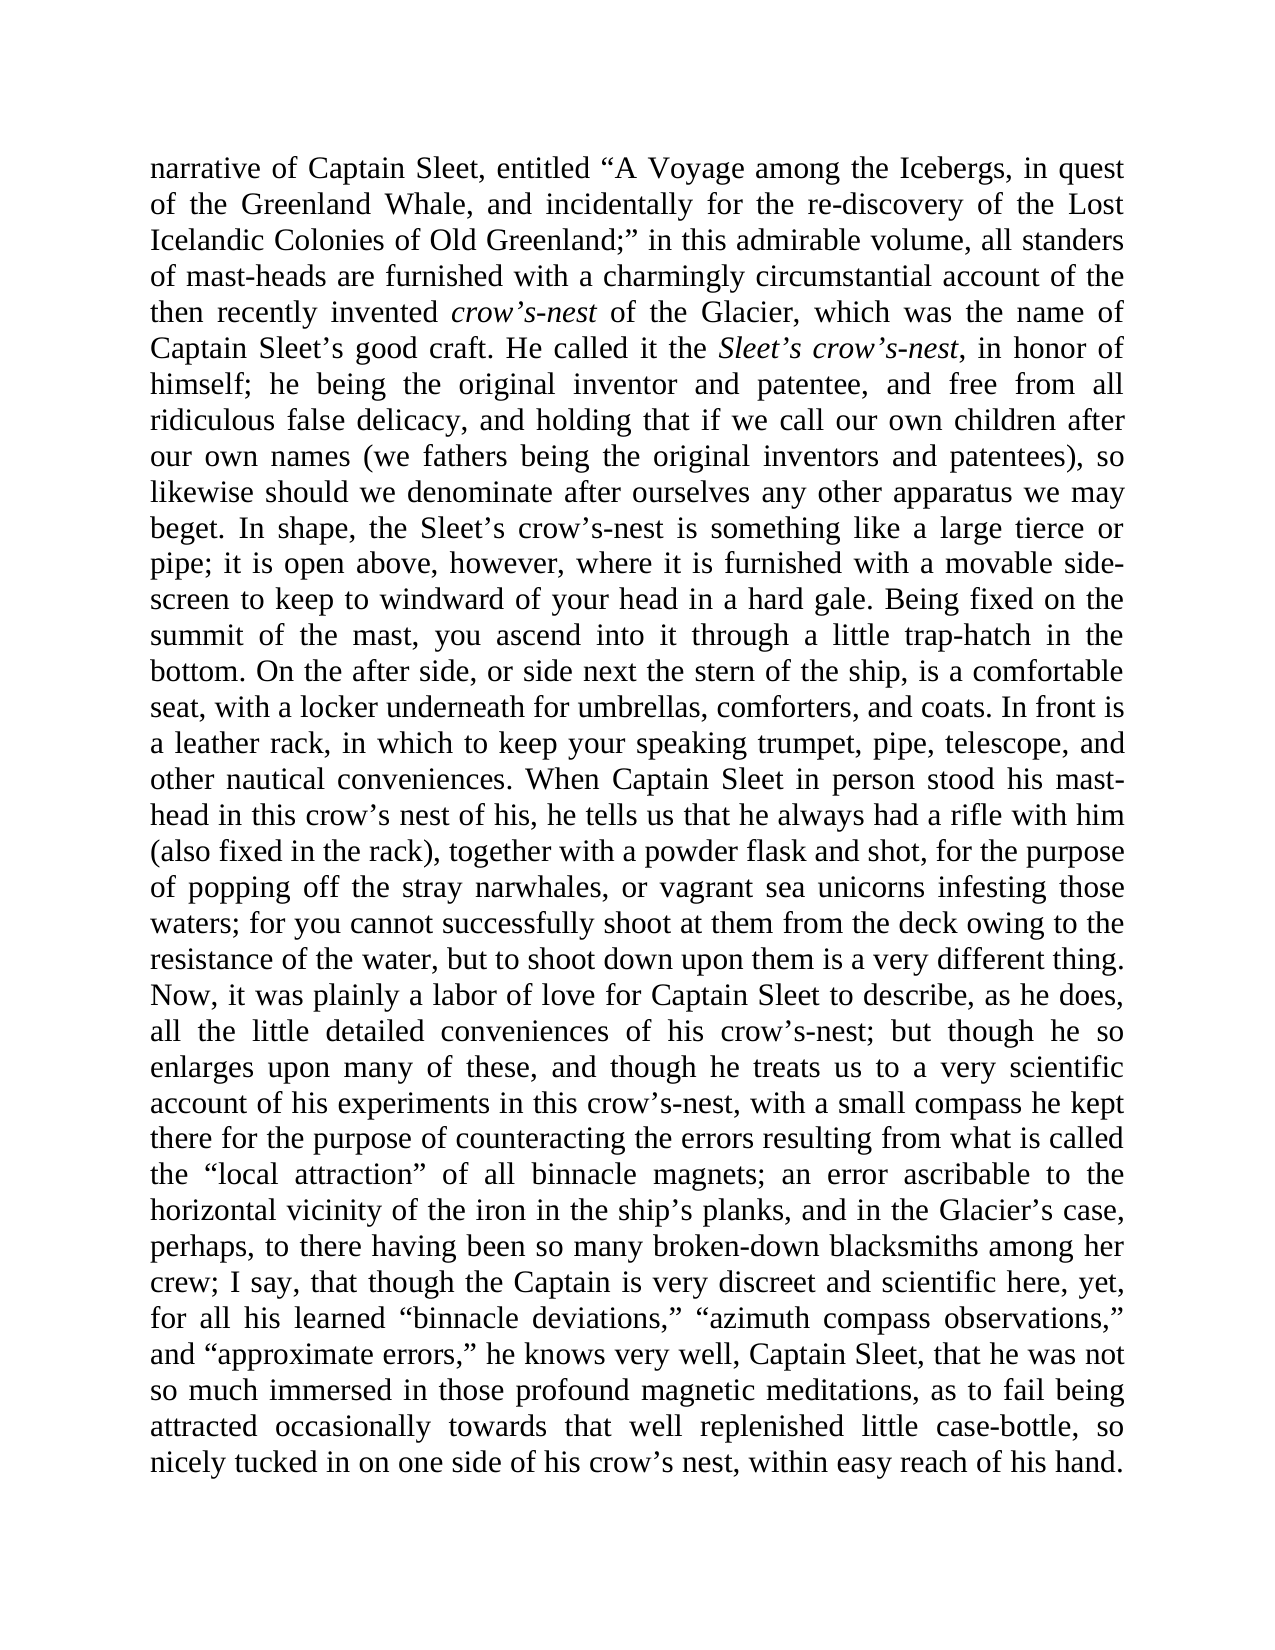 narrative of Captain Sleet, entitled “A Voyage among the Icebergs, in quest
of the Greenland Whale, and incidentally for the re-discovery of the Lost
Icelandic Colonies of Old Greenland;” in this admirable volume, all standers
of mast-heads are furnished with a charmingly circumstantial account of the
then recently invented crow’s-nest of the Glacier, which was the name of
Captain Sleet’s good craft. He called it the Sleet’s crow’s-nest, in honor of
himself; he being the original inventor and patentee, and free from all
ridiculous false delicacy, and holding that if we call our own children after
our own names (we fathers being the original inventors and patentees), so
likewise should we denominate after ourselves any other apparatus we may
beget. In shape, the Sleet’s crow’s-nest is something like a large tierce or
pipe; it is open above, however, where it is furnished with a movable side-
screen to keep to windward of your head in a hard gale. Being fixed on the
summit of the mast, you ascend into it through a little trap-hatch in the
bottom. On the after side, or side next the stern of the ship, is a comfortable
seat, with a locker underneath for umbrellas, comforters, and coats. In front is
a leather rack, in which to keep your speaking trumpet, pipe, telescope, and
other nautical conveniences. When Captain Sleet in person stood his mast-
head in this crow’s nest of his, he tells us that he always had a rifle with him
(also fixed in the rack), together with a powder flask and shot, for the purpose
of popping off the stray narwhales, or vagrant sea unicorns infesting those
waters; for you cannot successfully shoot at them from the deck owing to the
resistance of the water, but to shoot down upon them is a very different thing.
Now, it was plainly a labor of love for Captain Sleet to describe, as he does,
all the little detailed conveniences of his crow’s-nest; but though he so
enlarges upon many of these, and though he treats us to a very scientific
account of his experiments in this crow’s-nest, with a small compass he kept
there for the purpose of counteracting the errors resulting from what is called
the “local attraction” of all binnacle magnets; an error ascribable to the
horizontal vicinity of the iron in the ship’s planks, and in the Glacier’s case,
perhaps, to there having been so many broken-down blacksmiths among her
crew; I say, that though the Captain is very discreet and scientific here, yet,
for all his learned “binnacle deviations,” “azimuth compass observations,”
and “approximate errors,” he knows very well, Captain Sleet, that he was not
so much immersed in those profound magnetic meditations, as to fail being
attracted occasionally towards that well replenished little case-bottle, so
nicely tucked in on one side of his crow’s nest, within easy reach of his hand.